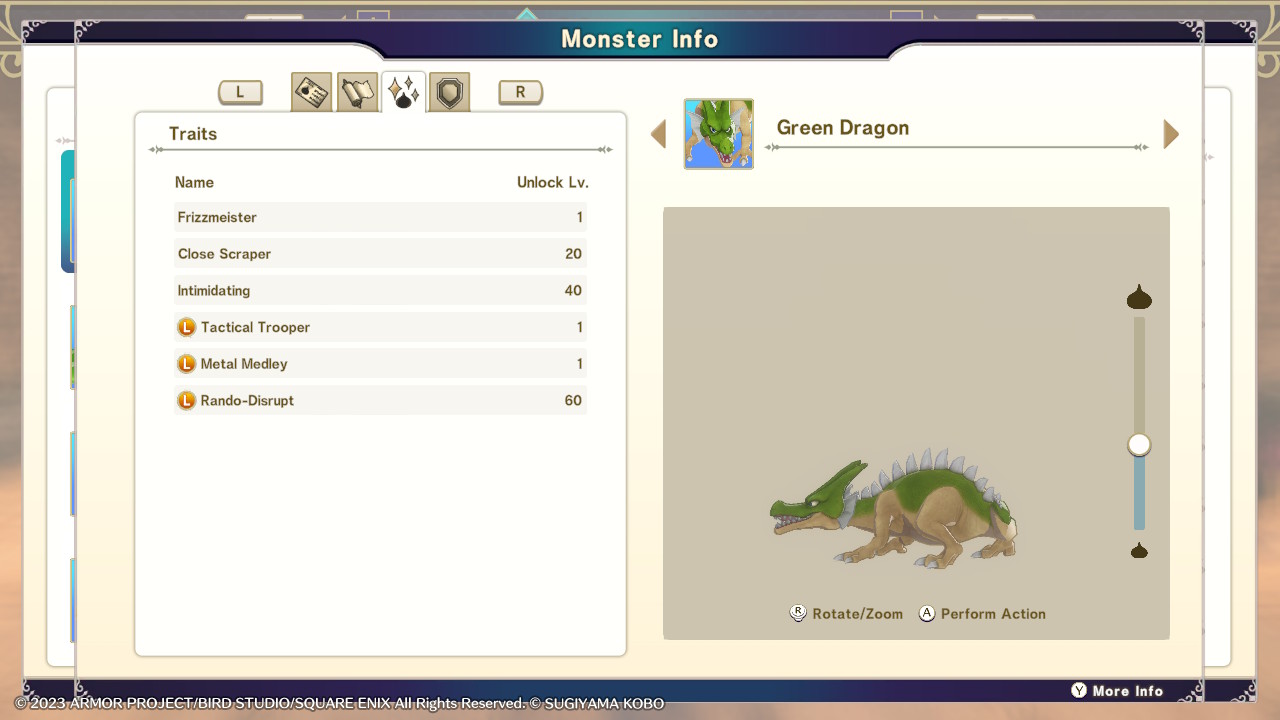 Monster Info
L
R
Traits
Name Unlock Lv.
Frizzmeister 1
Close Scraper 20
Intimidating 40
L Tactical Trooper 1
L Metal Medley 1
L Rando-Disrupt 60
Green Dragon
R Rotate/Zoom A Perform Action
Y More Info
© 2023 ARMOR PROJECT/BIRD STUDIO/SQUARE ENIX All Rights Reserved. © SUGIYAMA KOBO